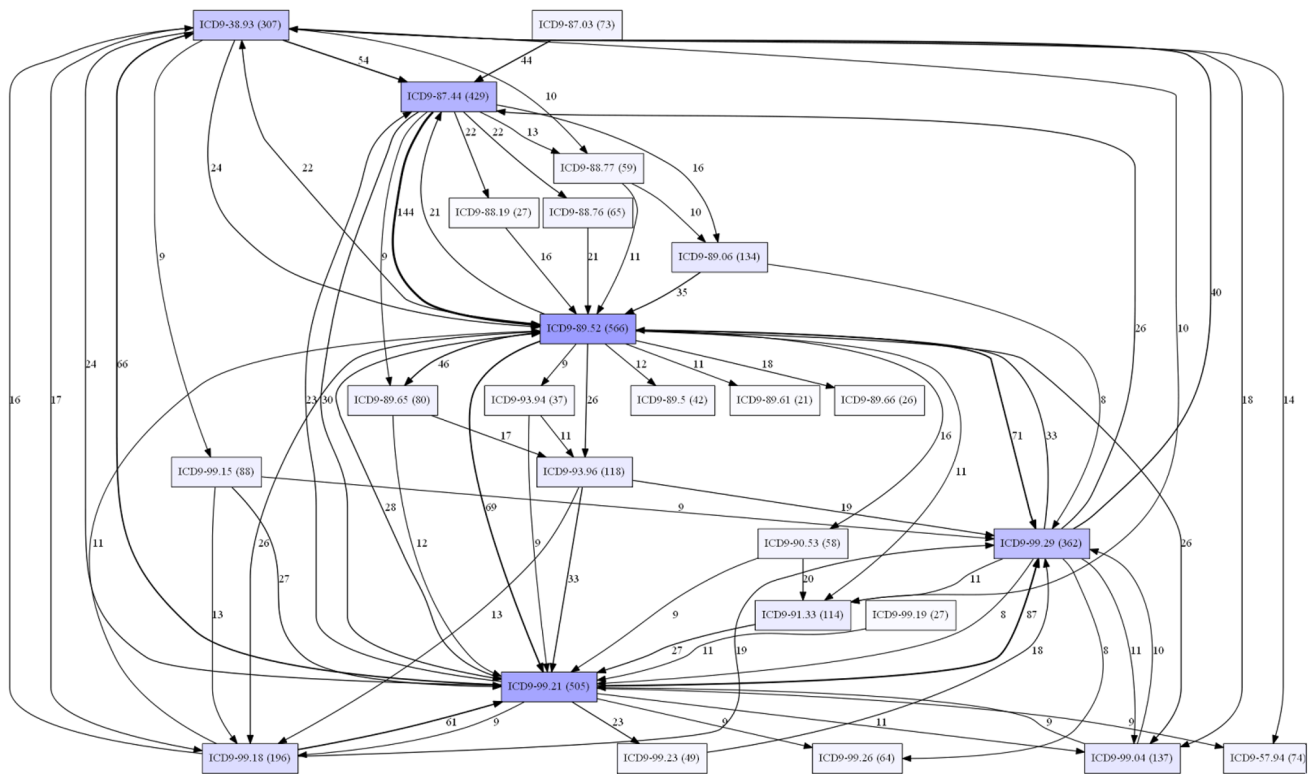 ICD9-38.93 (307)
ICD9-87.03 (73)
54
44
ICD9-87.44 (429)
10
22
22
13
24
22
ICD9-88.77 (59)
16
144
21
ICD9-88.19 (27)
ICD9-88.76 (65)
10
9
9
16
21
11
ICD9-89.06 (134)
35
40
16
17
24
66
23
30
ICD9-89.52 (566)
26
10
46
9
12
11
18
ICD9-89.65 (80)
ICD9-93.94 (37)
26
ICD9-89.5 (42)
ICD9-89.61 (21)
ICD9-89.66 (26)
8
18
14
17
11
16
71
33
ICD9-99.15 (88)
ICD9-93.96 (118)
11
28
69
19
9
11
26
12
9
ICD9-90.53 (58)
ICD9-99.29 (362)
26
27
33
20
11
13
13
9
ICD9-91.33 (114)
ICD9-99.19 (27)
8
87
27
11
19
18
8
11
10
ICD9-99.21 (505)
61
9
23
9
11
9
9
ICD9-99.18 (196)
ICD9-99.23 (49)
ICD9-99.26 (64)
ICD9-99.04 (137)
ICD9-57.94 (74)